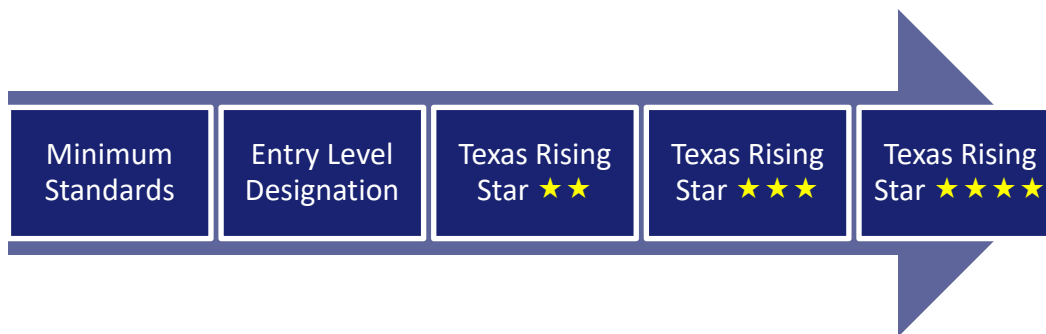 Minimum
Standards
Entry Level
Designation
Texas Rising
Star ★★
Texas Rising
Star ★★★
Texas Rising
Star ★★★★